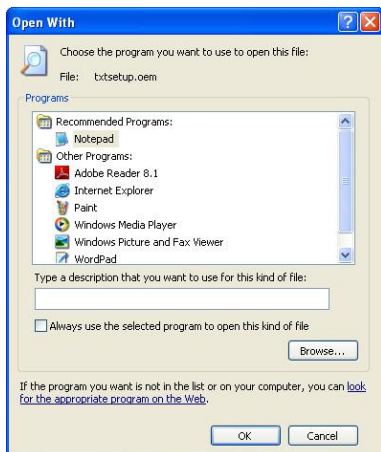 Open With
Choose the program you want to use to open this file:
File: txtsetup.oem
Programs
Recommended Programs:
Notepad
Other Programs:
Adobe Reader 8.1
Internet Explorer
Paint
Windows Media Player
Windows Picture and Fax Viewer
WordPad
Type a description that you want to use for this kind of file:
Always use the selected program to open this kind of file
Browse...
If the program you want is not in the list or on your computer, you can look
for the appropriate program on the Web.
OK Cancel